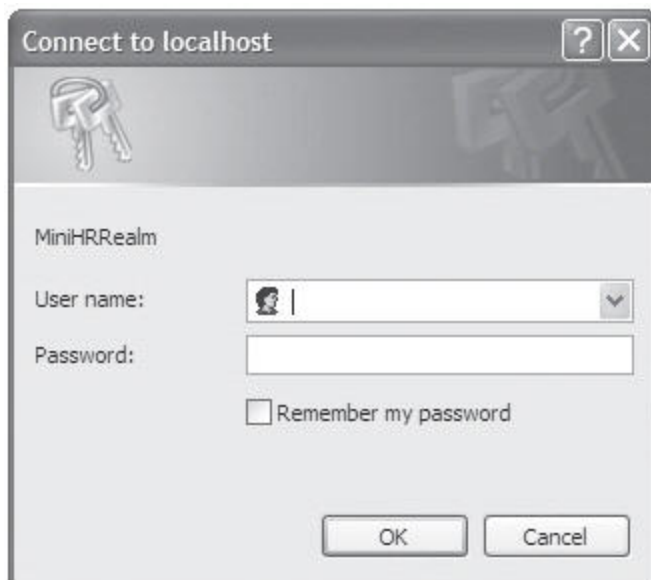 Connect to localhost
MiniHRRealm
User name:
Password:
Remember my password
OK Cancel